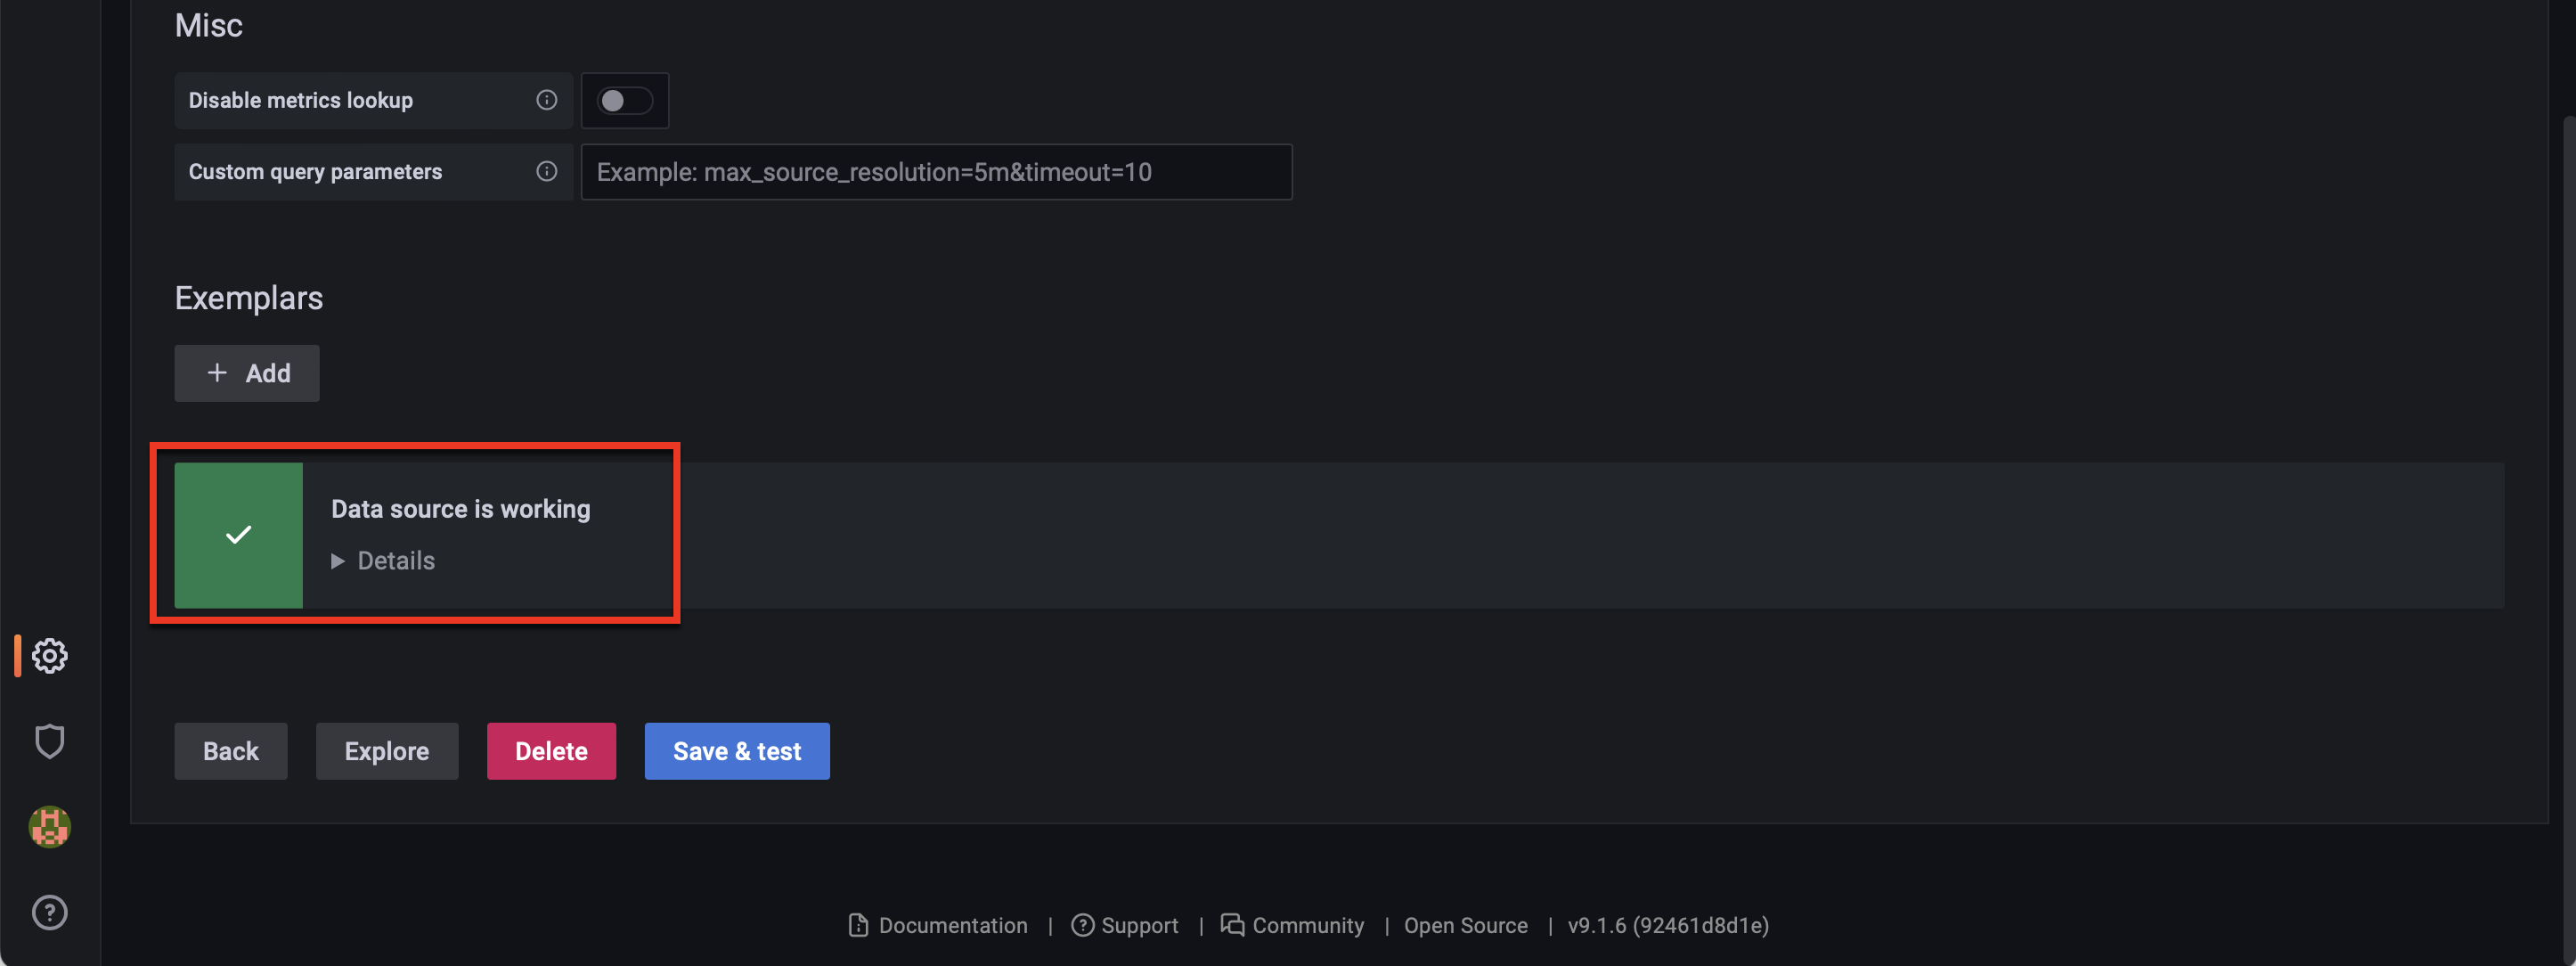 Misc
Disable metrics lookup
Custom query parameters
Example: max_source_resolution=5m&timeout=10
Exemplars
Add
Data source is working
Details
Back Explore Delete Save & test
Documentation | Support | Community | Open Source | v9.1.6 (92461d8d1e)